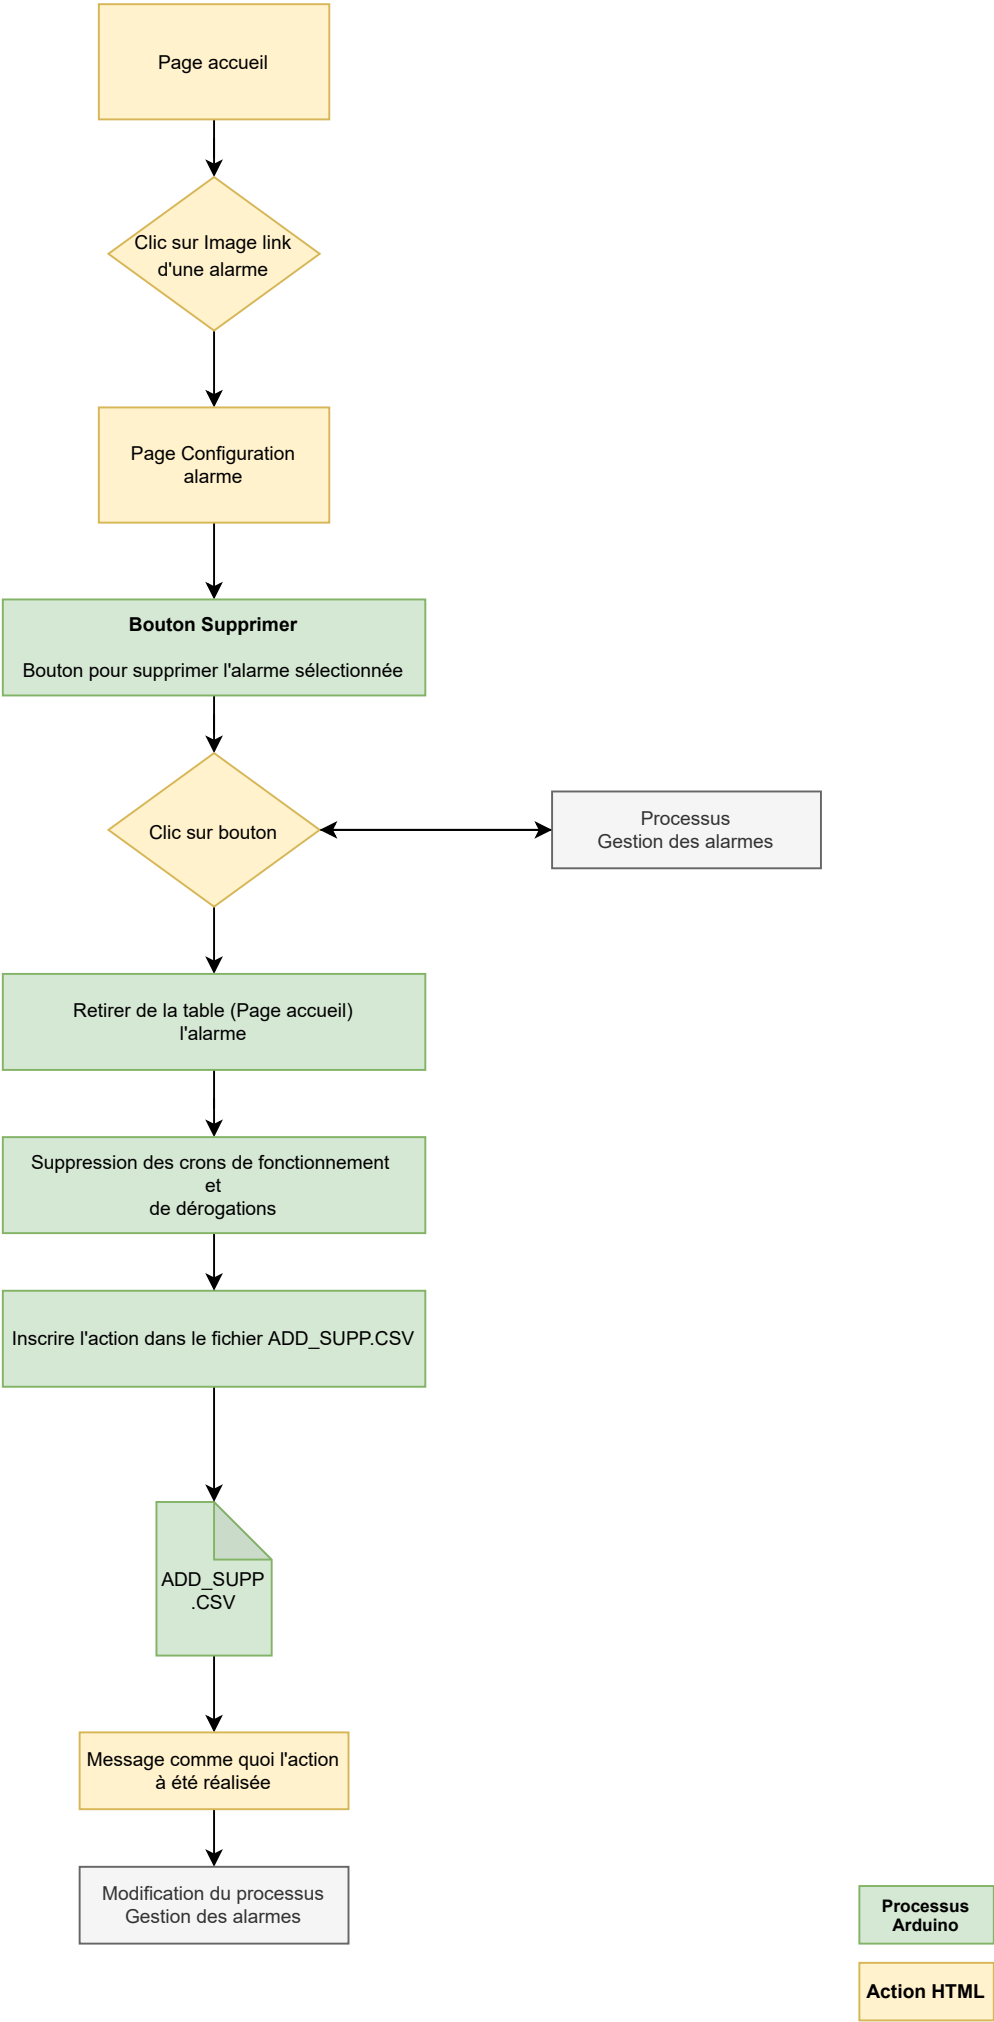 Page accueil
Clic sur Image link
d'une alarme
Page Configuration
alarme
Bouton Supprimer
Bouton pour supprimer l'alarme sélectionnée
Clic sur bouton
Processus
Gestion des alarmes
Retirer de la table (Page accueil)
l'alarme
Suppression des crons de fonctionnement
et
de dérogations
Inscrire l'action dans le fichier ADD_SUPP.CSV
ADD_SUPP
.CSV
Message comme quoi l'action
à été réalisée
Modification du processus
Gestion des alarmes
Processus
Arduino
Action HTML